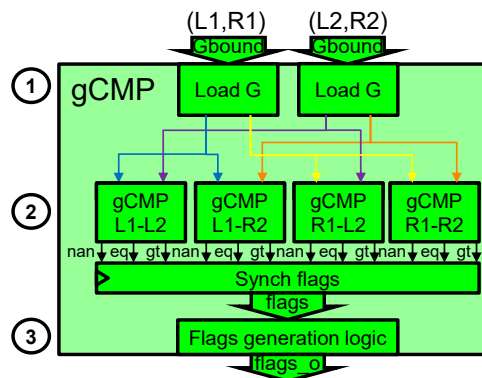 (L1,R1) (L2,R2)
Gbound Gbound
1 gCMP Load G Load G
2 gCMP gCMP gCMP gCMP
L1-L2 L1-R2 R1-L2 R1-R2
nan eq gt nan eq gt nan eq gt nan eq gt
Synch flags
flags
3 Flags generation logic
flags_o